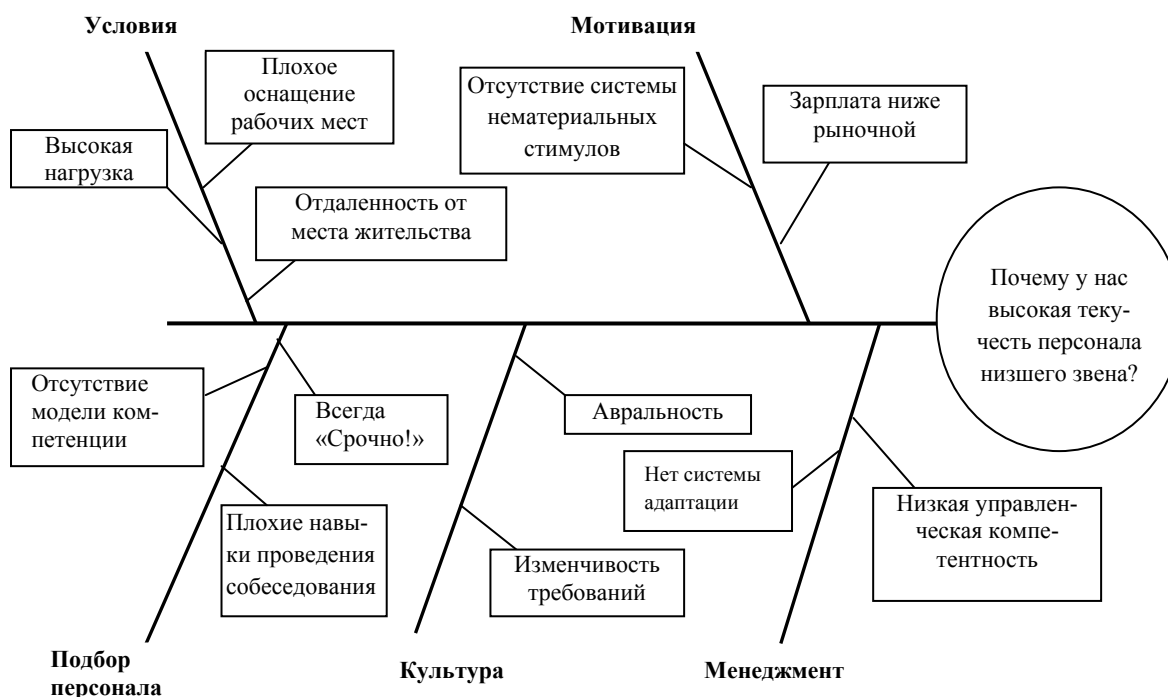 Условия
Мотивация
Плохое
оснащение
рабочих мест
Отсутствие системы
нематериальных
стимулов
Зарплата ниже
рыночной
Высокая
нагрузка
Отдаленность от
места жительства
Почему у нас
высокая теку-
честь персонала
низшего звена?
Отсутствие
модели ком-
петенции
Всегда
«Срочно!»
Авральность
Нет системы
адаптации
Низкая управлен-
ческая компе-
тентность
Плохие навы-
ки проведения
собеседования
Изменчивость
требований
Подбор
персонала
Культура
Менеджмент